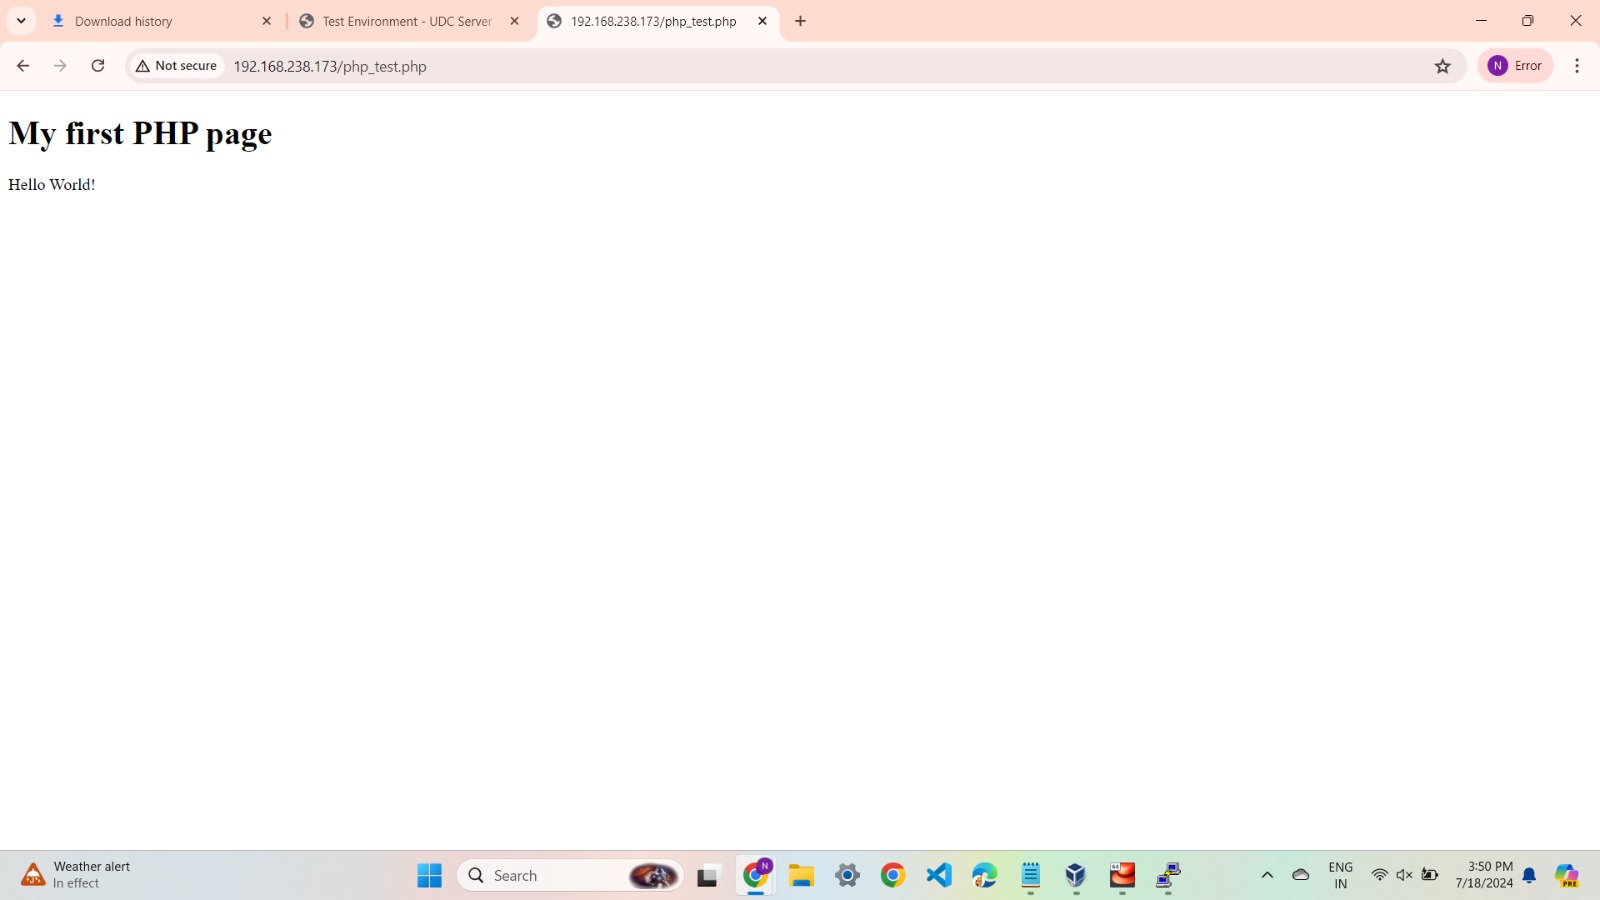 Download history
Test Environment - UDC Server
192.168.238.173/php_test.php
Not secure
192.168.238.173/php_test.php
N
Error
My first PHP page
Hello World!
Weather alert
In effect
Search
N
64
ENG
IN
3:50 PM
7/18/2024
PRE